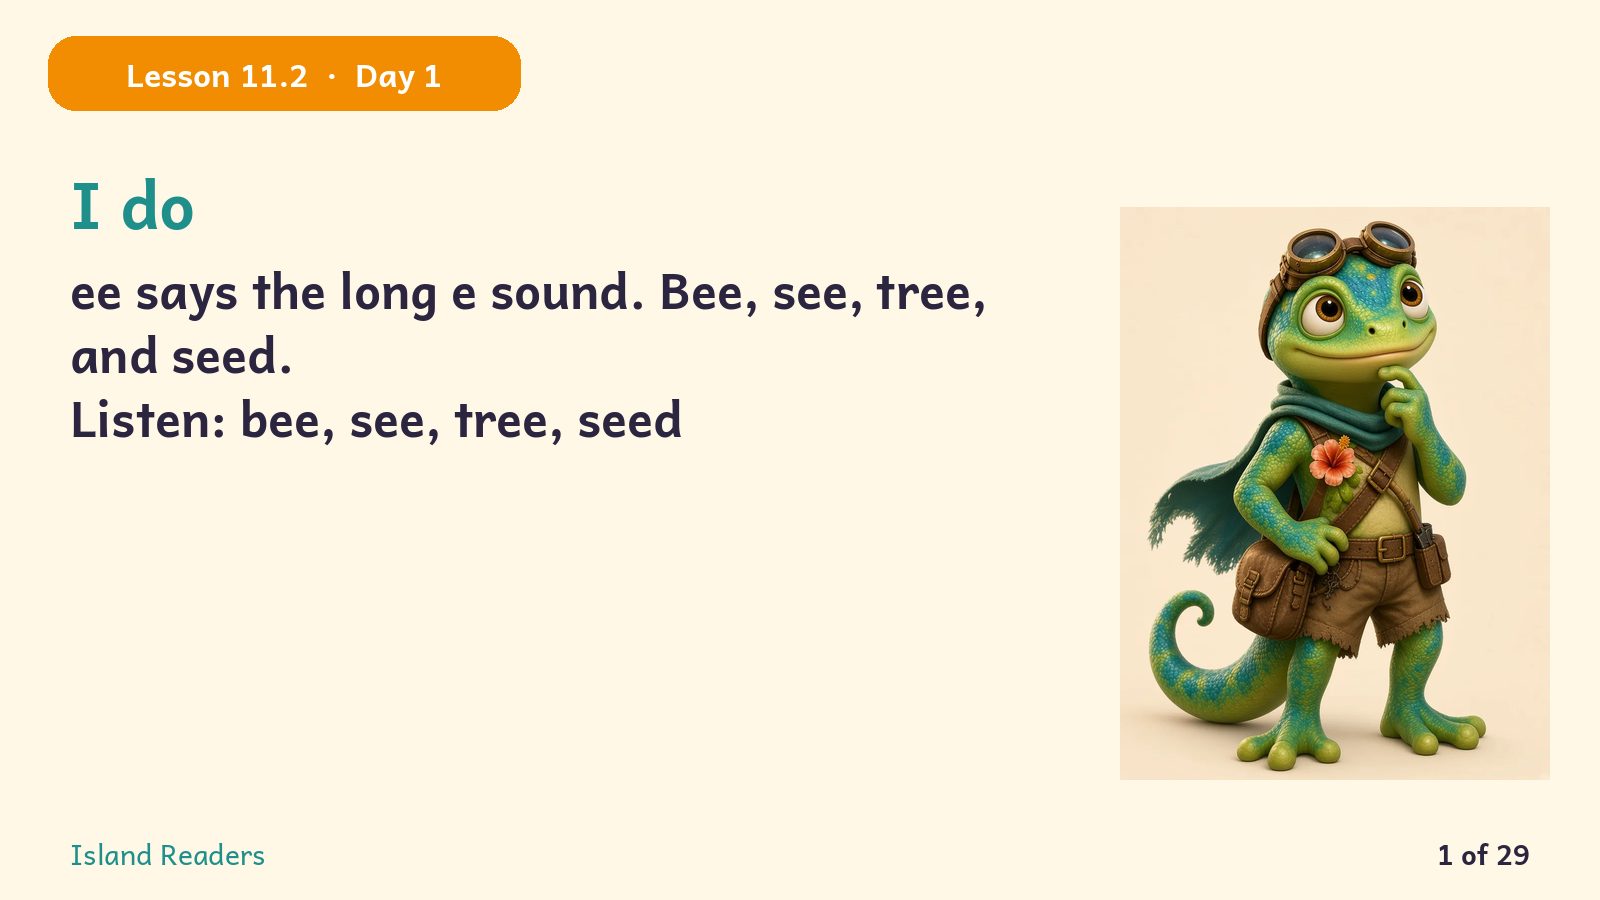 Lesson 11.2 · Day 1
I do
ee says the long e sound. Bee, see, tree,
and seed.
Listen: bee, see, tree, seed
Island Readers
1 of 29